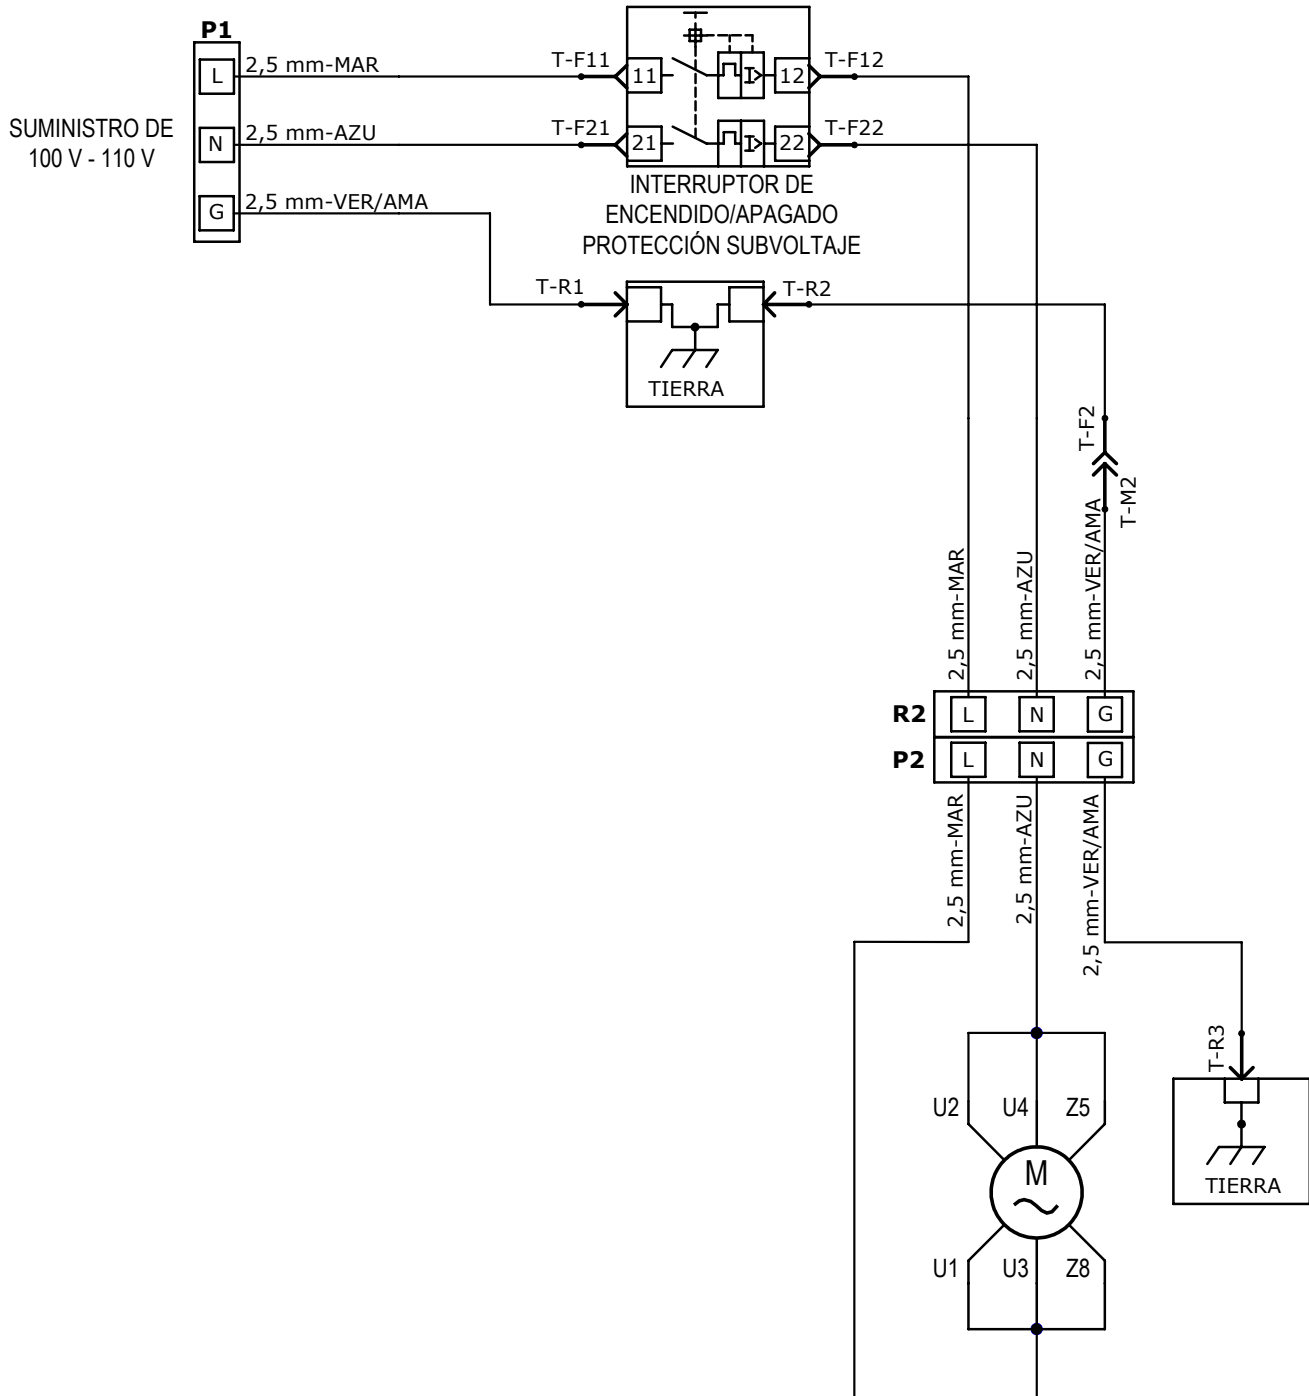 P1
L
2,5 mm-MAR
N
2,5 mm-AZU
G
2,5 mm-VER/AMA
SUMINISTRO DE
100 V - 110 V
T-F11
11
12
T-F12
T-F21
21
22
T-F22
INTERRUPTOR DE
ENCENDIDO/APAGADO
PROTECCIÓN SUBVOLTAJE
T-R1
T-R2
TIERRA
T-F2
T-M2
2,5 mm-MAR
2,5 mm-AZU
2,5 mm-VER/AMA
R2
L
N
G
P2
L
N
G
2,5 mm-MAR
2,5 mm-AZU
2,5 mm-VER/AMA
T-R3
TIERRA
U2
U4
Z5
M
U1
U3
Z8